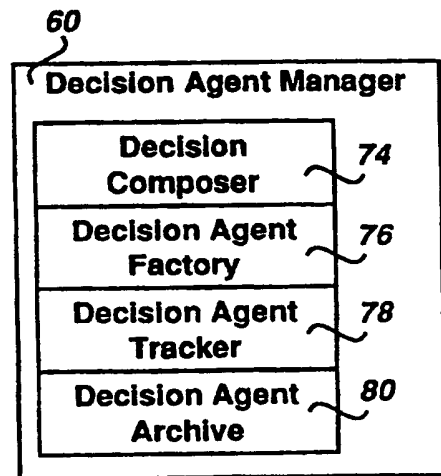 60
Decision Agent Manager
Decision
Composer
74
Decision Agent
Factory
76
Decision Agent
Tracker
78
Decision Agent
Archive
80